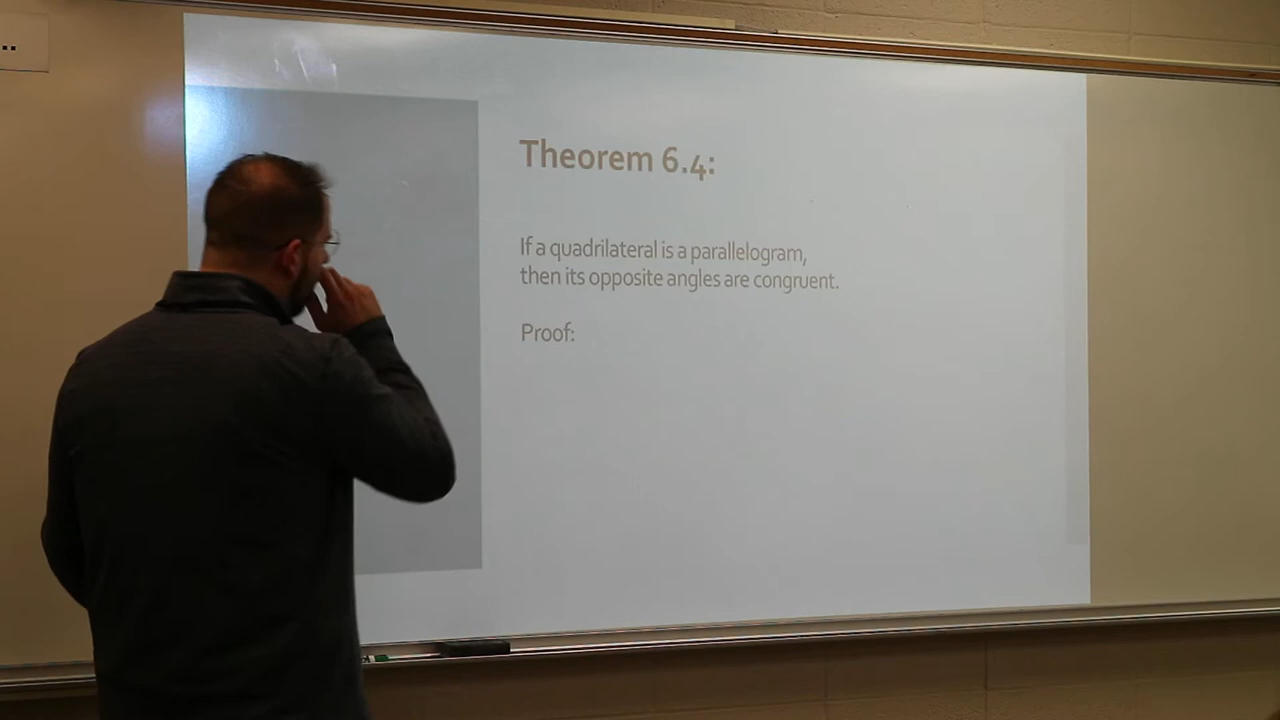 Theorem 6.4:
If a quadrilateral is a parallelogram,
then its opposite angles are congruent.
Proof: